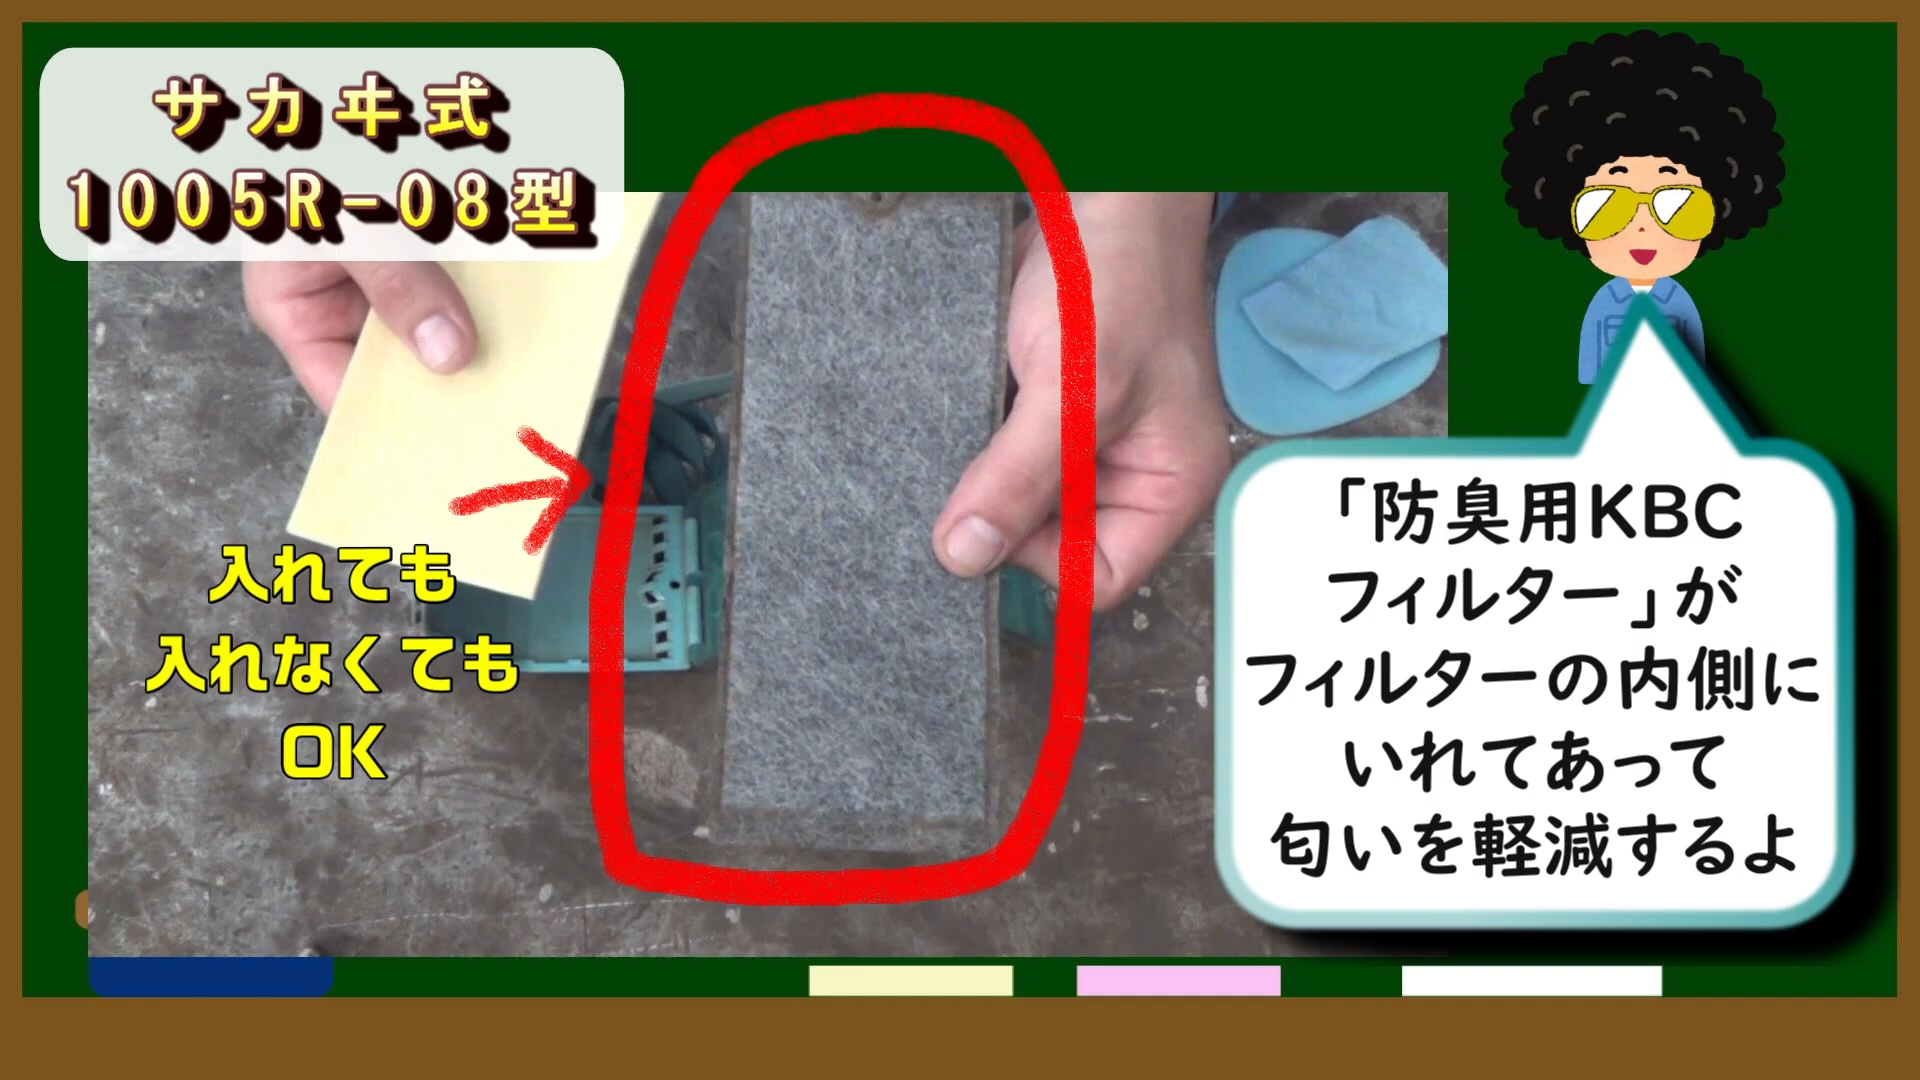 サカヰ式
1005R-08型
入れても
入れなくても
OK
「防臭用KBC
フィルター」が
フィルターの内側に
いれてあって
匂いを軽減するよ